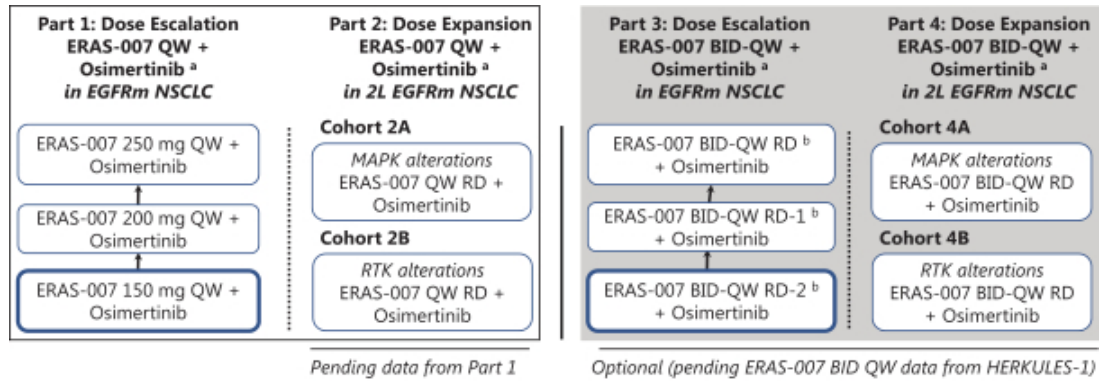 Part 1: Dose Escalation
ERAS-007 QW +
Osimertinib a
in EGFRm NSCLC
ERAS-007 250 mg QW +
Osimertinib
ERAS-007 200 mg QW +
Osimertinib
ERAS-007 150 mg QW +
Osimertinib
Part 2: Dose Expansion
ERAS-007 QW +
Osimertinib a
in 2L EGFRm NSCLC
Cohort 2A
MAPK alterations
ERAS-007 QW RD +
Osimertinib
Cohort 2B
RTK alterations
ERAS-007 QW RD +
Osimertinib
Pending data from Part 1
Part 3: Dose Escalation
ERAS-007 BID-QW +
Osimertinib a
in EGFRm NSCLC
ERAS-007 BID-QW RD b
+ Osimertinib
ERAS-007 BID-QW RD-1 b
+ Osimertinib
ERAS-007 BID-QW RD-2 b
+ Osimertinib
Part 4: Dose Expansion
ERAS-007 BID-QW +
Osimertinib a
in 2L EGFRm NSCLC
Cohort 4A
MAPK alterations
ERAS-007 BID-QW RD
+ Osimertinib
Cohort 4B
RTK alterations
ERAS-007 BID-QW RD
+ Osimertinib
Optional (pending ERAS-007 BID QW data from HERKULES-1)